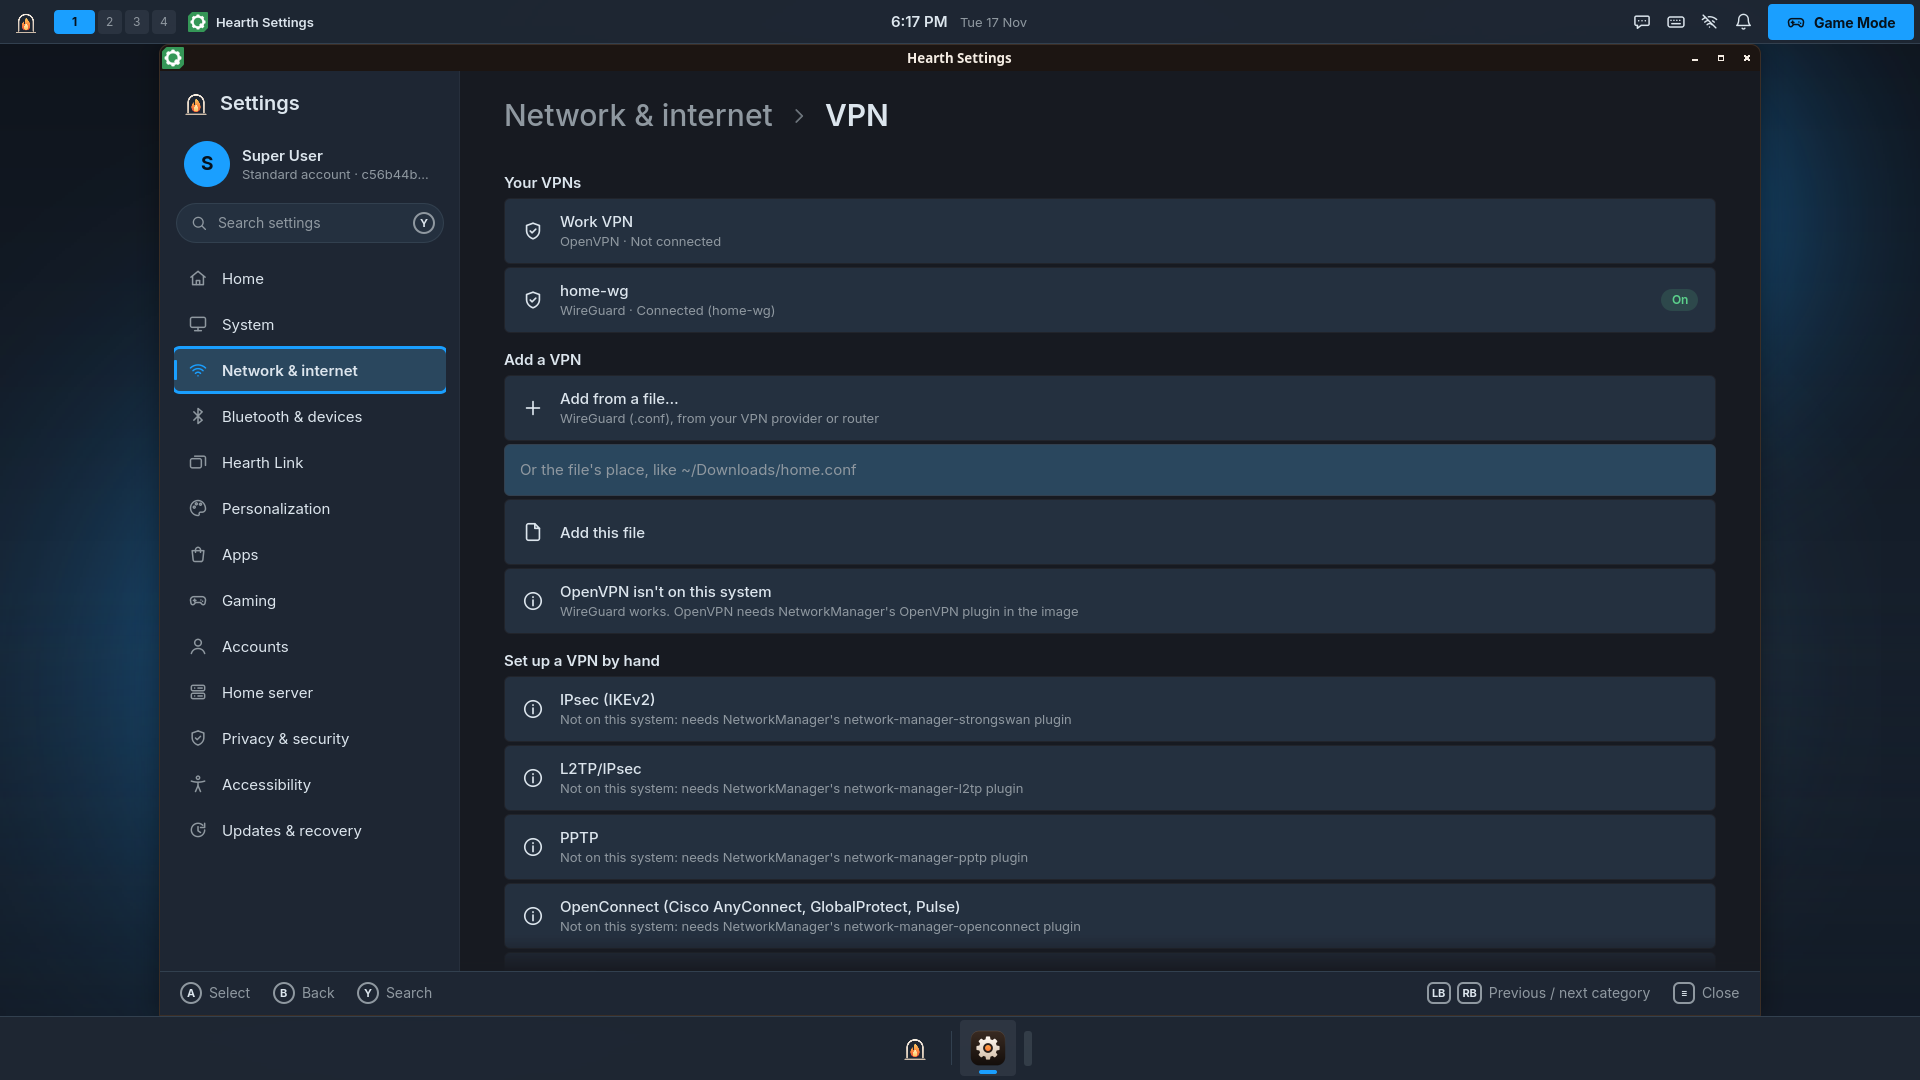 1 2 3 4 Hearth Settings
6:17 PM Tue 17 Nov
Game Mode
Hearth Settings
Settings
S
Super User
Standard account · c56b44b...
Search settings Y
Home
System
Network & internet
Bluetooth & devices
Hearth Link
Personalization
Apps
Gaming
Accounts
Home server
Privacy & security
Accessibility
Updates & recovery
Network & internet > VPN
Your VPNs
Work VPN
OpenVPN · Not connected
home-wg
WireGuard · Connected (home-wg)
On
Add a VPN
Add from a file...
WireGuard (.conf), from your VPN provider or router
Or the file's place, like ~/Downloads/home.conf
Add this file
OpenVPN isn't on this system
WireGuard works. OpenVPN needs NetworkManager's OpenVPN plugin in the image
Set up a VPN by hand
IPsec (IKEv2)
Not on this system: needs NetworkManager's network-manager-strongswan plugin
L2TP/IPsec
Not on this system: needs NetworkManager's network-manager-l2tp plugin
PPTP
Not on this system: needs NetworkManager's network-manager-pptp plugin
OpenConnect (Cisco AnyConnect, GlobalProtect, Pulse)
Not on this system: needs NetworkManager's network-manager-openconnect plugin
A Select B Back Y Search
LB RB Previous / next category Close